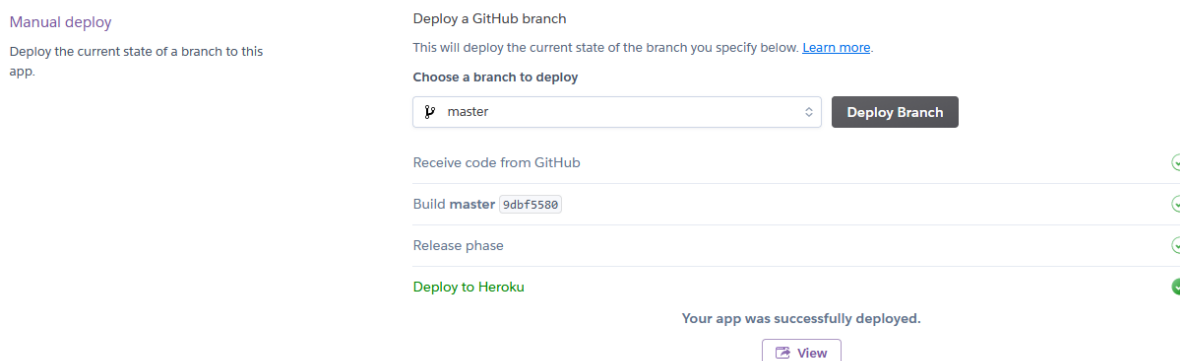 Manual deploy
Deploy the current state of a branch to this
app.
Deploy a GitHub branch
This will deploy the current state of the branch you specify below. Learn more.
Choose a branch to deploy
master
Deploy Branch
Receive code from GitHub
Build master 9dbf5580
Release phase
Deploy to Heroku
Your app was successfully deployed.
View